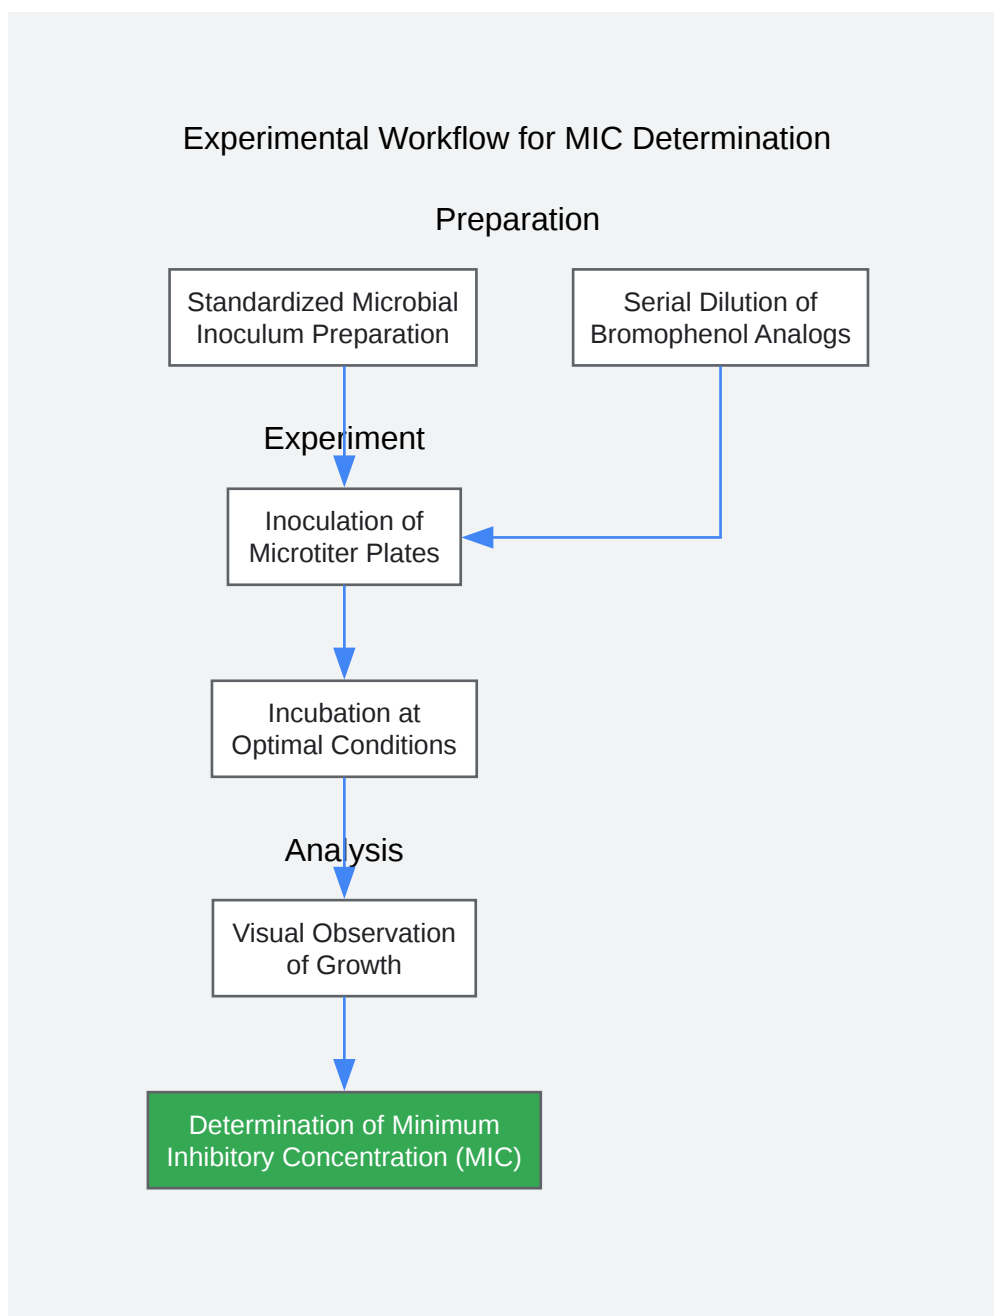 Experimental Workflow for MIC Determination
Preparation
Standardized Microbial
Inoculum Preparation
Serial Dilution of
Bromophenol Analogs
Experiment
Inoculation of
Microtiter Plates
Incubation at
Optimal Conditions
Analysis
Visual Observation
of Growth
Determination of Minimum
Inhibitory Concentration (MIC)